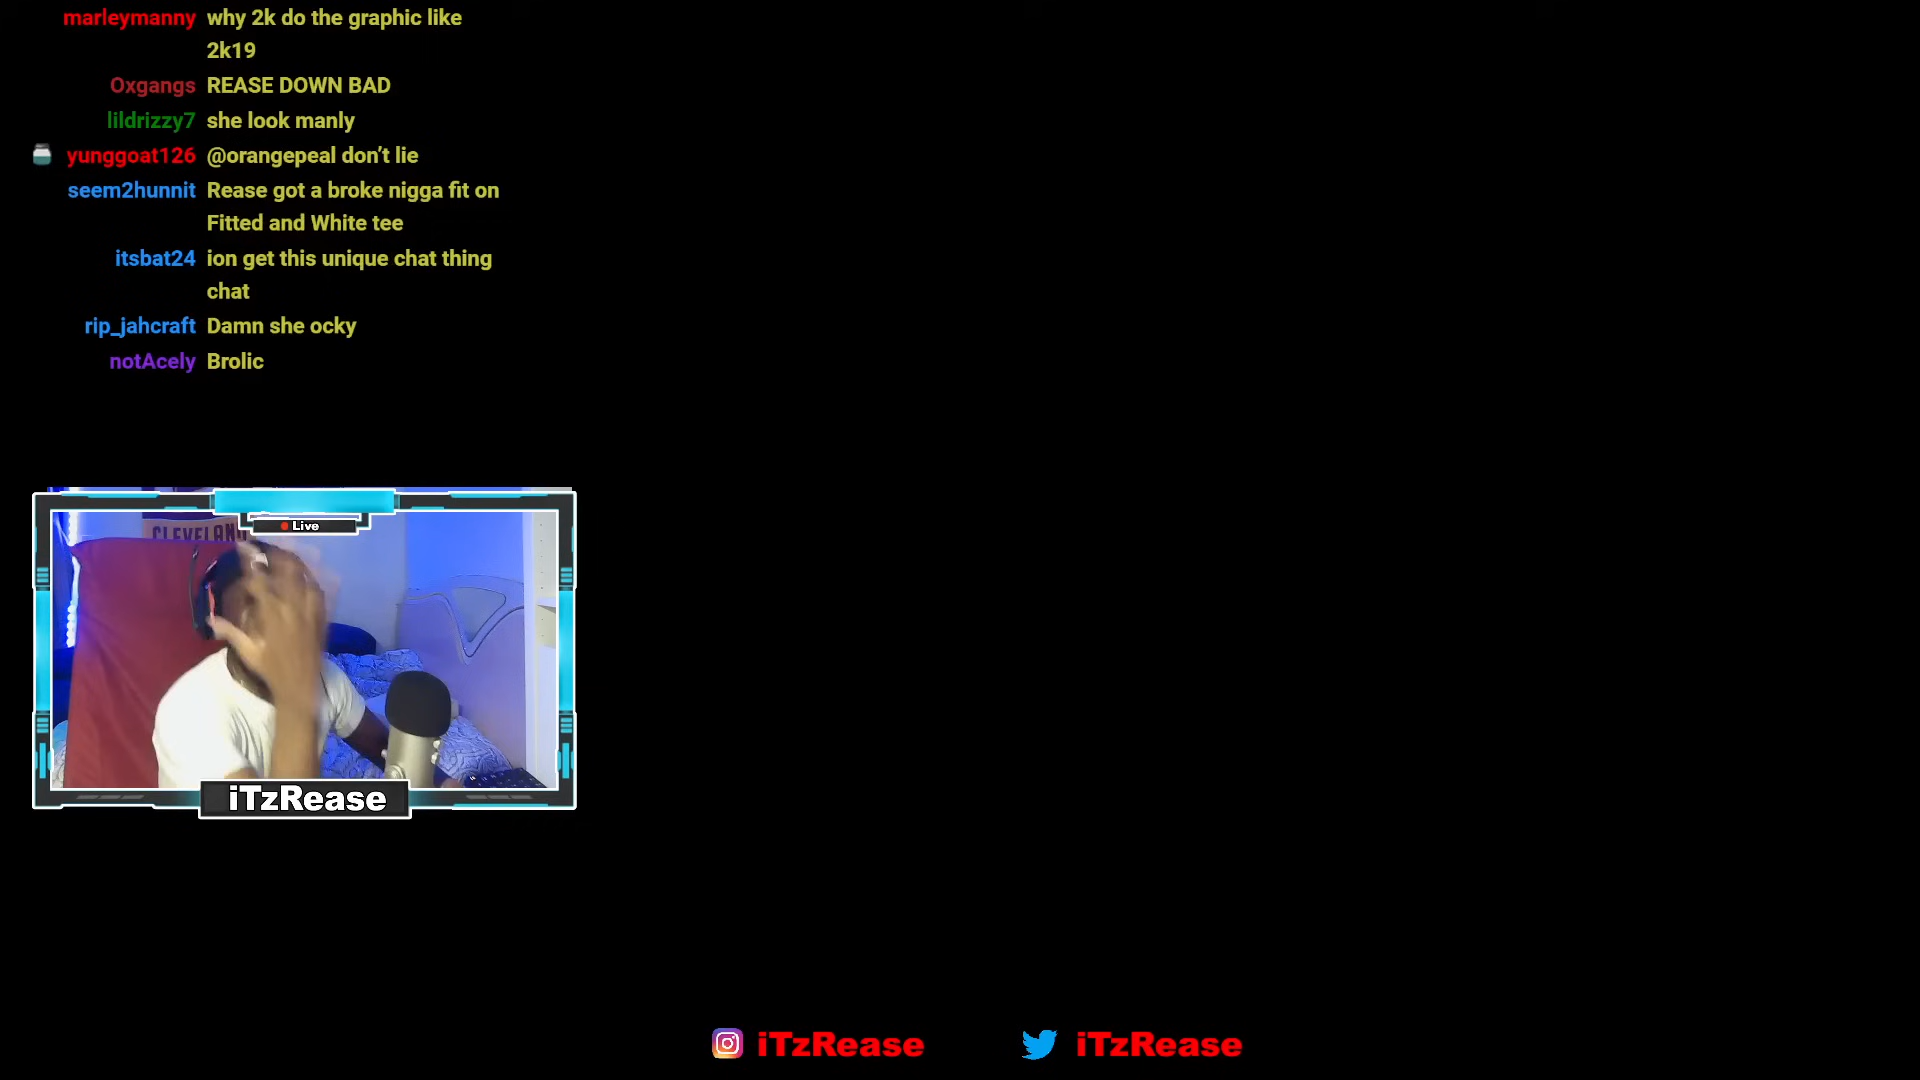 marleymanny why 2k do the graphic like
2k19
Oxgangs REASE DOWN BAD
lildrizzy7 she look manly
yunggoat126 @orangepeal don’t lie
seem2hunnit Rease got a broke nigga fit on
Fitted and White tee
itsbat24 ion get this unique chat thing
chat
rip_jahcraft Damn she ocky
notAcely Brolic
Live
CLEVELAND
iTzRease
iTzRease
iTzRease